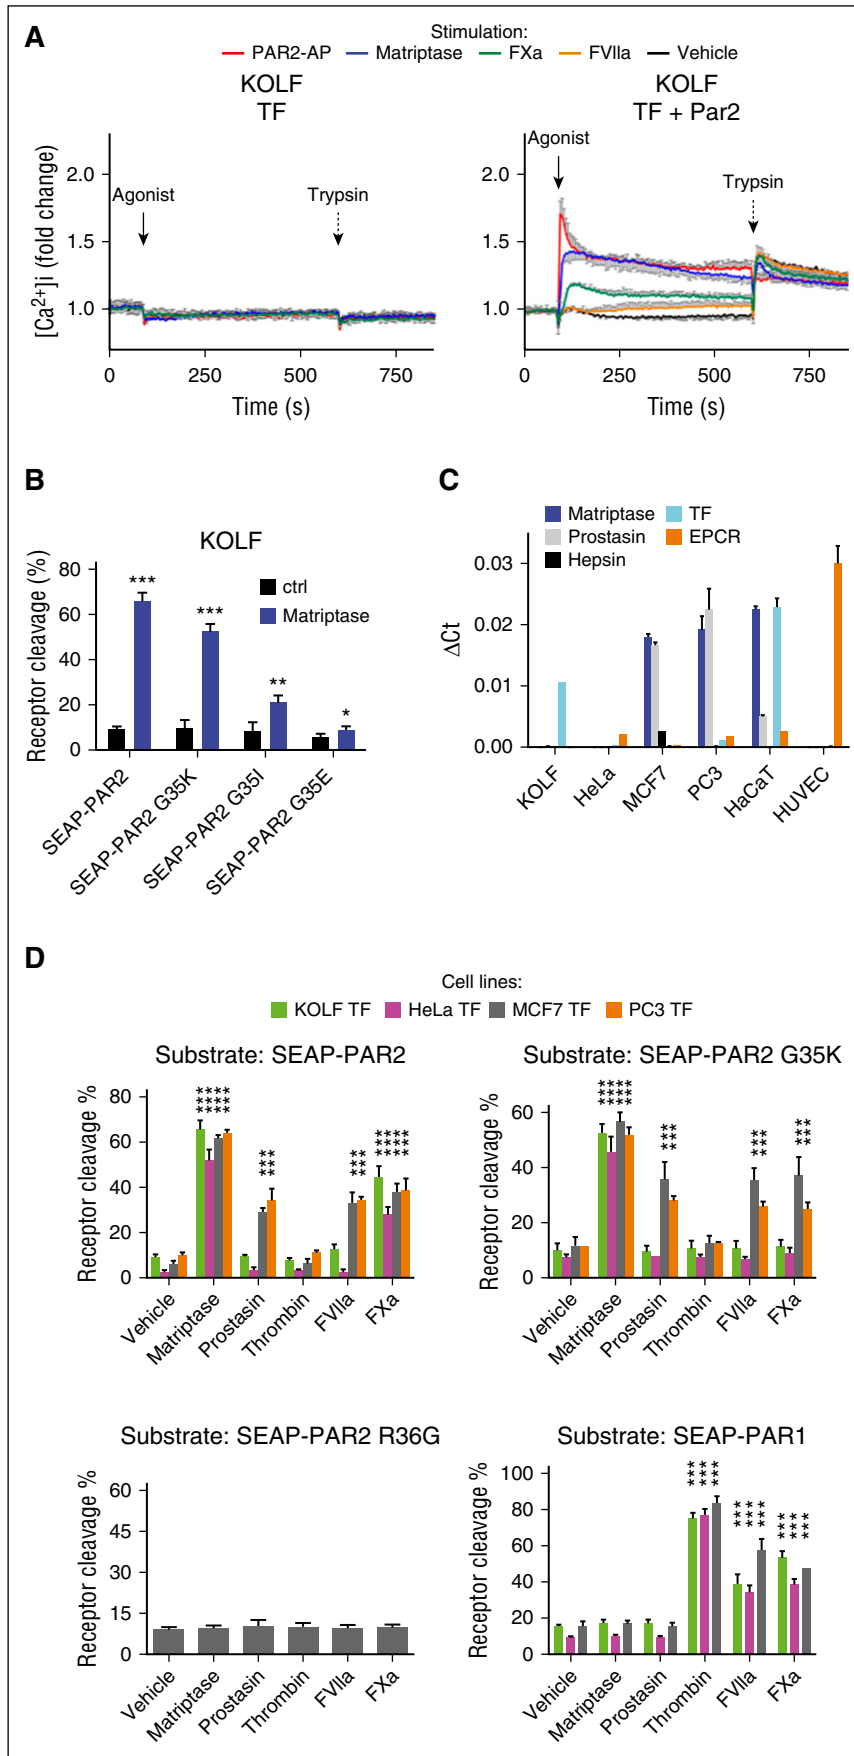 A
Stimulation:
PAR2-AP Matriptase FXa FVIIa Vehicle
KOLF
TF
KOLF
TF + Par2
[Ca2+]i (fold change)
2.0
1.5
1.0
Agonist
Trypsin
0 250 500 750
Time (s)
2.0
1.5
1.0
Agonist
Trypsin
0 250 500 750
Time (s)
B
KOLF
Receptor cleavage (%)
80
60
40
20
0
ctrl
Matriptase
***
***
**
*
SEAP-PAR2
SEAP-PAR2 G35K
SEAP-PAR2 G35I
SEAP-PAR2 G35E
C
Matriptase TF
Prostasin EPCR
Hepsin
ΔCt
0.03
0.02
0.01
0.00
KOLF
HeLa
MCF7
PC3
HaCaT
HUVEC
D
Cell lines:
KOLF TF HeLa TF MCF7 TF PC3 TF
Substrate: SEAP-PAR2
Receptor cleavage %
80
60
40
20
0
*** *** *** ***
*** ***
*** ***
*** *** *** ***
Vehicle
Matriptase
Prostasin
Thrombin
FVIIa
FXa
Substrate: SEAP-PAR2 G35K
Receptor cleavage %
60
40
20
0
*** *** *** ***
*** ***
*** ***
*** ***
Vehicle
Matriptase
Prostasin
Thrombin
FVIIa
FXa
Substrate: SEAP-PAR2 R36G
Receptor cleavage %
60
45
30
15
0
Vehicle
Matriptase
Prostasin
Thrombin
FVIIa
FXa
Substrate: SEAP-PAR1
Receptor cleavage %
100
80
60
40
20
0
*** *** ***
*** *** ***
*** *** ***
Vehicle
Matriptase
Prostasin
Thrombin
FVIIa
FXa